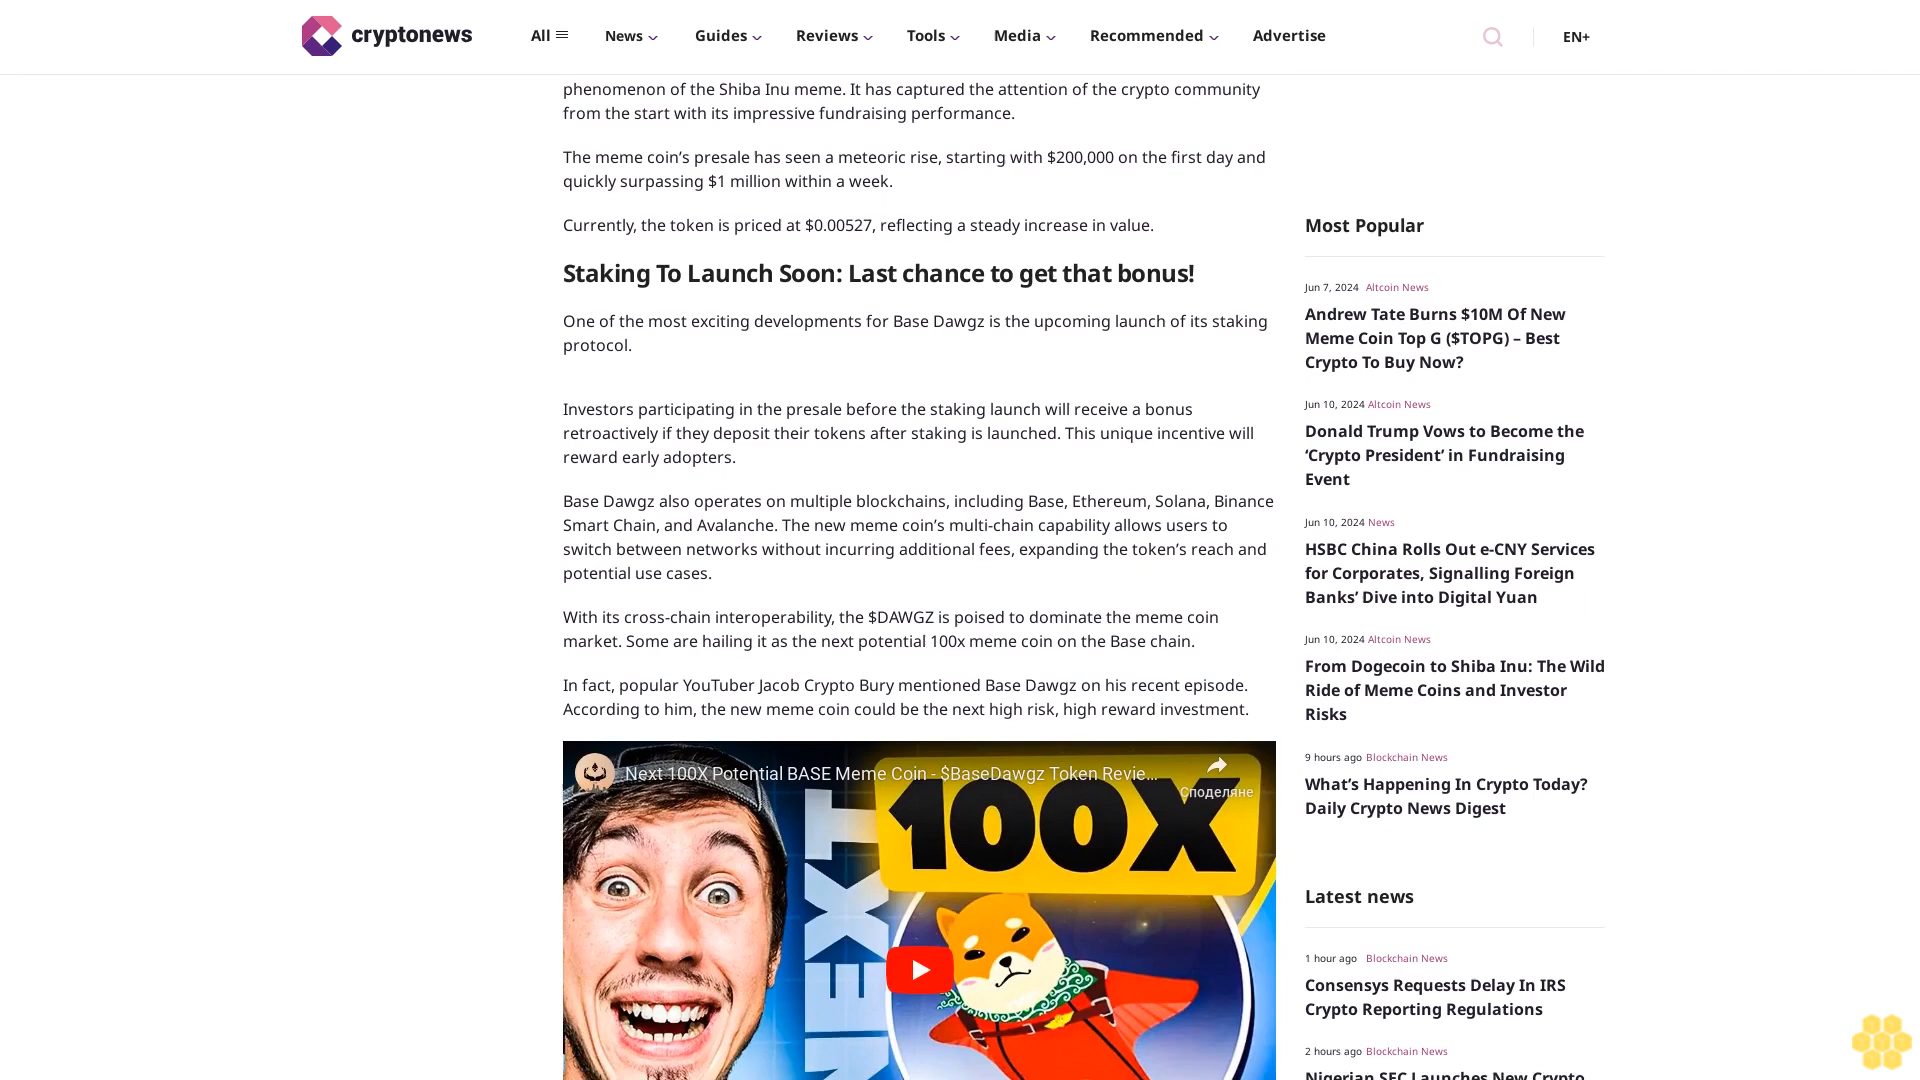 cryptonews
All
News
Guides
Reviews
Tools
Media
Recommended
Advertise
EN+
phenomenon of the Shiba Inu meme. It has captured the attention of the crypto community
from the start with its impressive fundraising performance.
The meme coin’s presale has seen a meteoric rise, starting with $200,000 on the first day and
quickly surpassing $1 million within a week.
Currently, the token is priced at $0.00527, reflecting a steady increase in value.
Staking To Launch Soon: Last chance to get that bonus!
One of the most exciting developments for Base Dawgz is the upcoming launch of its staking
protocol.
Investors participating in the presale before the staking launch will receive a bonus
retroactively if they deposit their tokens after staking is launched. This unique incentive will
reward early adopters.
Base Dawgz also operates on multiple blockchains, including Base, Ethereum, Solana, Binance
Smart Chain, and Avalanche. The new meme coin’s multi-chain capability allows users to
switch between networks without incurring additional fees, expanding the token’s reach and
potential use cases.
With its cross-chain interoperability, the $DAWGZ is poised to dominate the meme coin
market. Some are hailing it as the next potential 100x meme coin on the Base chain.
In fact, popular YouTuber Jacob Crypto Bury mentioned Base Dawgz on his recent episode.
According to him, the new meme coin could be the next high risk, high reward investment.
Next 100X Potential BASE Meme Coin - $BaseDawgz Token Revie...
Споделяне
100X
NEXT
NEX
Most Popular
Jun 7, 2024 Altcoin News
Andrew Tate Burns $10M Of New
Meme Coin Top G ($TOPG) – Best
Crypto To Buy Now?
Jun 10, 2024 Altcoin News
Donald Trump Vows to Become the
‘Crypto President’ in Fundraising
Event
Jun 10, 2024 News
HSBC China Rolls Out e-CNY Services
for Corporates, Signalling Foreign
Banks’ Dive into Digital Yuan
Jun 10, 2024 Altcoin News
From Dogecoin to Shiba Inu: The Wild
Ride of Meme Coins and Investor
Risks
9 hours ago Blockchain News
What’s Happening In Crypto Today?
Daily Crypto News Digest
Latest news
1 hour ago Blockchain News
Consensys Requests Delay In IRS
Crypto Reporting Regulations
2 hours ago Blockchain News
Nigerian SEC Launches New Crypto